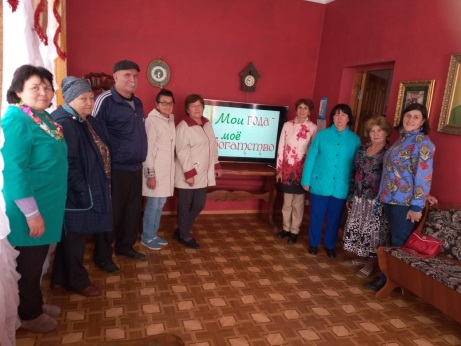 Мои года -
моё
богатство